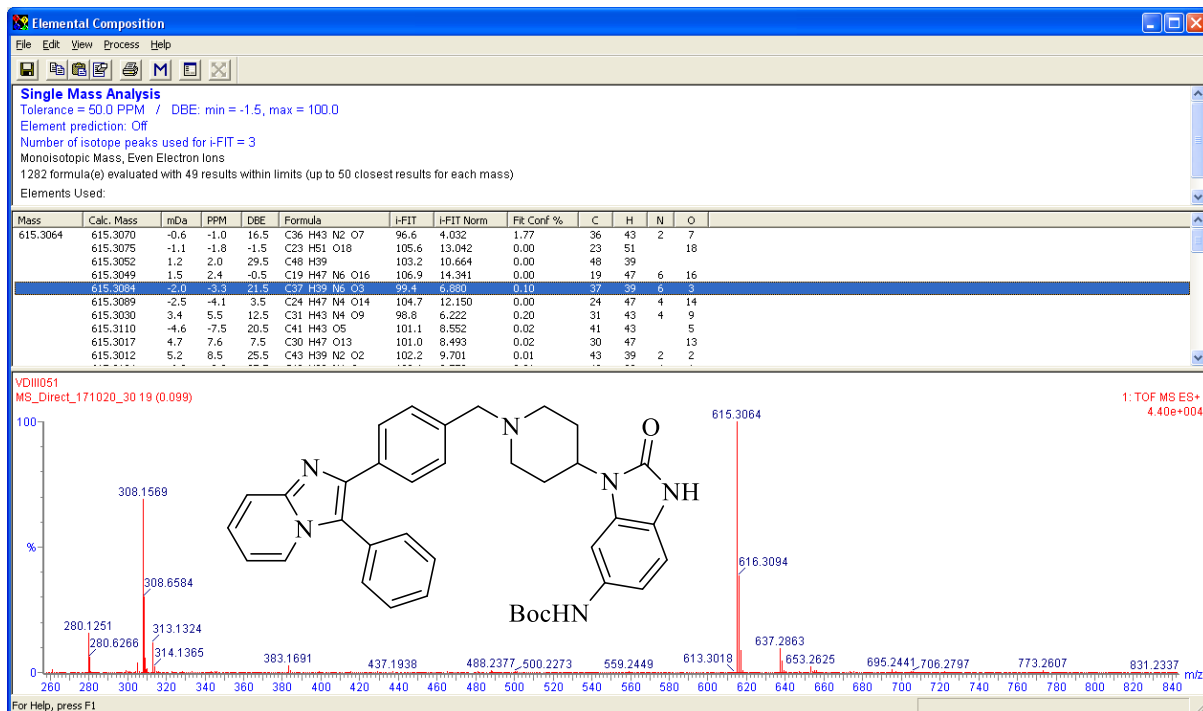 Elemental Composition
File Edit View Process Help
M
Single Mass Analysis
Tolerance = 50.0 PPM / DBE: min = -1.5, max = 100.0
Element prediction: Off
Number of isotope peaks used for i-FIT = 3
Monoisotopic Mass, Even Electron Ions
1282 formula(e) evaluated with 49 results within limits (up to 50 closest results for each mass)
Elements Used:
Mass Calc. Mass mDa PPM DBE Formula i-FIT i-FIT Norm Fit Conf % C H N O
615.3064 615.3070 -0.6 -1.0 16.5 C36 H43 N2 O7 96.6 4.032 1.77 36 43 2 7
615.3075 -1.1 -1.8 -1.5 C23 H51 O18 105.6 13.042 0.00 23 51 18
615.3052 1.2 2.0 29.5 C48 H39 103.2 10.664 0.00 48 39
615.3049 1.5 2.4 -0.5 C19 H47 N6 O16 106.9 14.341 0.00 19 47 6 16
615.3084 -2.0 -3.3 21.5 C37 H39 N6 O3 99.4 6.880 0.10 37 39 6 3
615.3089 -2.5 -4.1 3.5 C24 H47 N4 O14 104.7 12.150 0.00 24 47 4 14
615.3030 3.4 5.5 12.5 C31 H43 N4 O9 98.8 6.222 0.20 31 43 4 9
615.3110 -4.6 -7.5 20.5 C41 H43 O5 101.1 8.552 0.02 41 43 5
615.3017 4.7 7.6 7.5 C30 H47 O13 101.0 8.493 0.02 30 47 13
615.3012 5.2 8.5 25.5 C43 H39 N2 O2 102.2 9.701 0.01 43 39 2 2
VDIII051
MS_Direct_171020_30 19 (0.099)
1: TOF MS ES+
4.40e+004
100
%
0
615.3064
308.1569
308.6584
616.3094
280.1251
280.6266
313.1324
314.1365
383.1691
437.1938
488.2377
500.2273
559.2449
613.3018
637.2863
653.2625
695.2441
706.2797
773.2607
831.2337
N
N
N
O
N
NH
BocHN
260 280 300 320 340 360 380 400 420 440 460 480 500 520 540 560 580 600 620 640 660 680 700 720 740 760 780 800 820 840 m/z
For Help, press F1